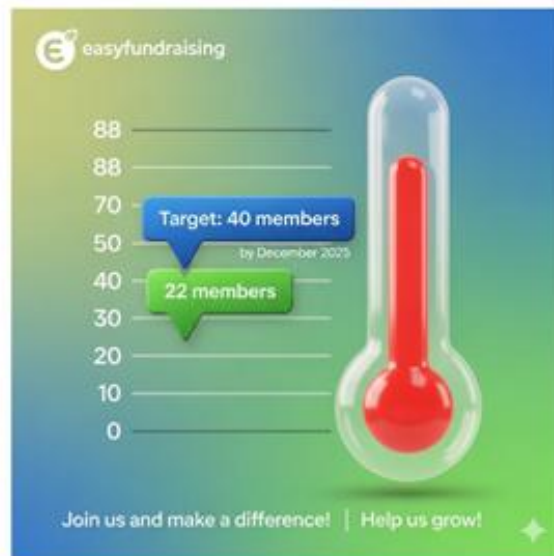 easyfundraising
88
88
70
Target: 40 members
50
by December 2025
40
22 members
30
20
10
0
Join us and make a difference! | Help us grow!